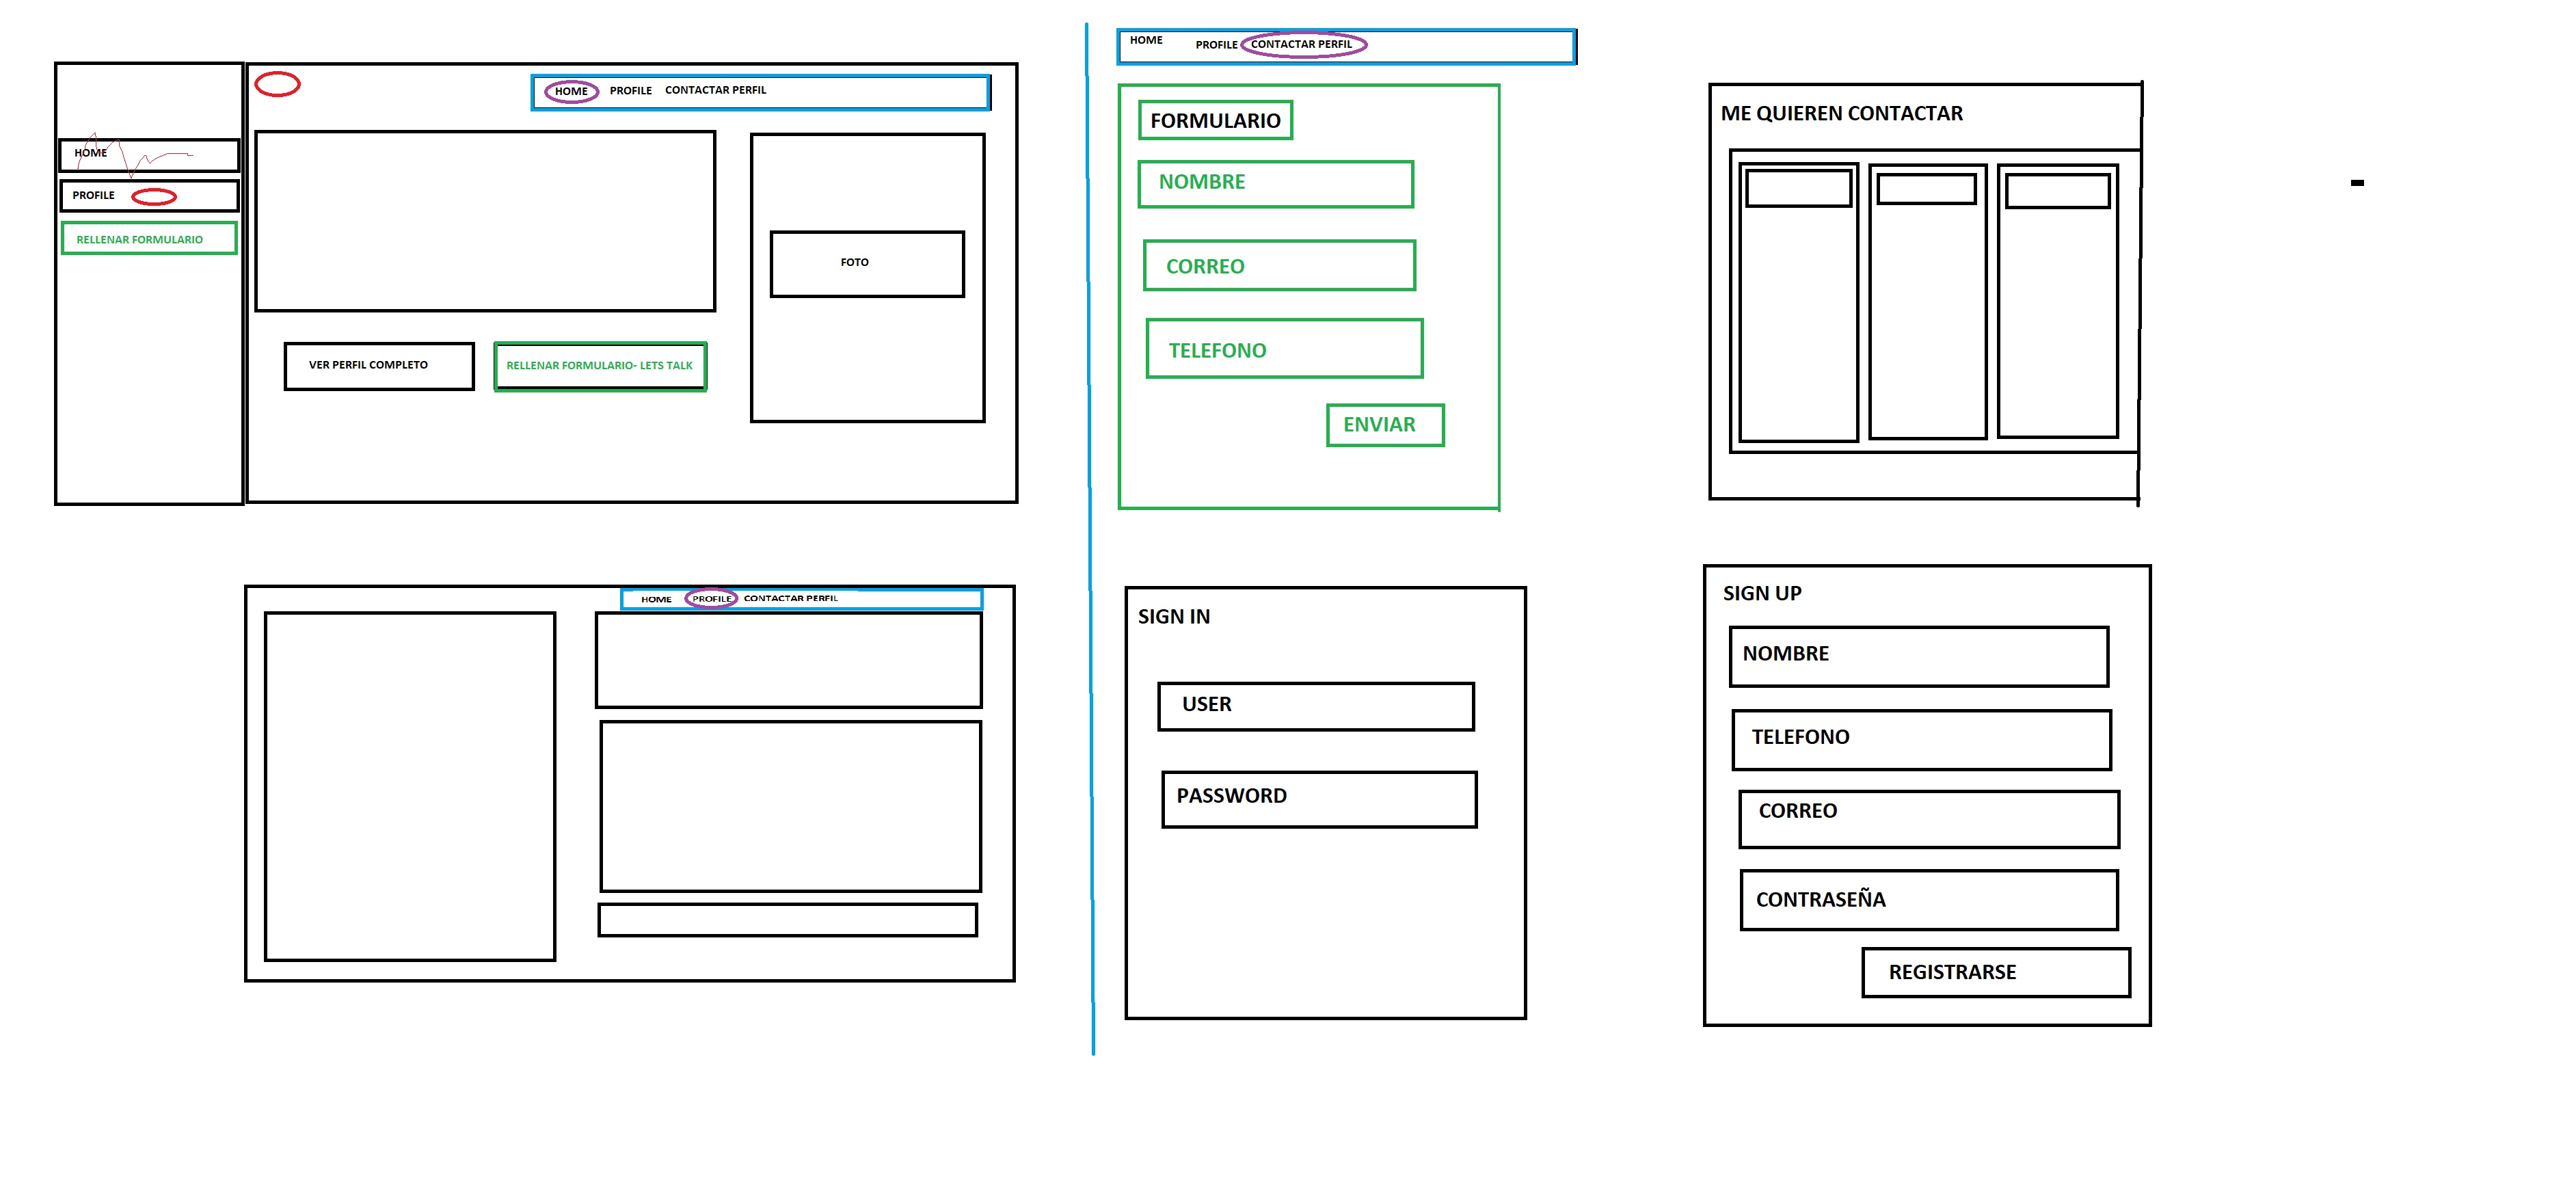 HOME
PROFILE
RELLENAR FORMULARIO
HOME PROFILE CONTACTAR PERFIL
FOTO
VER PERFIL COMPLETO
RELLENAR FORMULARIO- LETS TALK
HOME PROFILE CONTACTAR PERFIL
FORMULARIO
NOMBRE
CORREO
TELEFONO
ENVIAR
ME QUIEREN CONTACTAR
HOME PROFILE CONTACTAR PERFIL
SIGN IN
USER
PASSWORD
SIGN UP
NOMBRE
TELEFONO
CORREO
CONTRASEÑA
REGISTRARSE